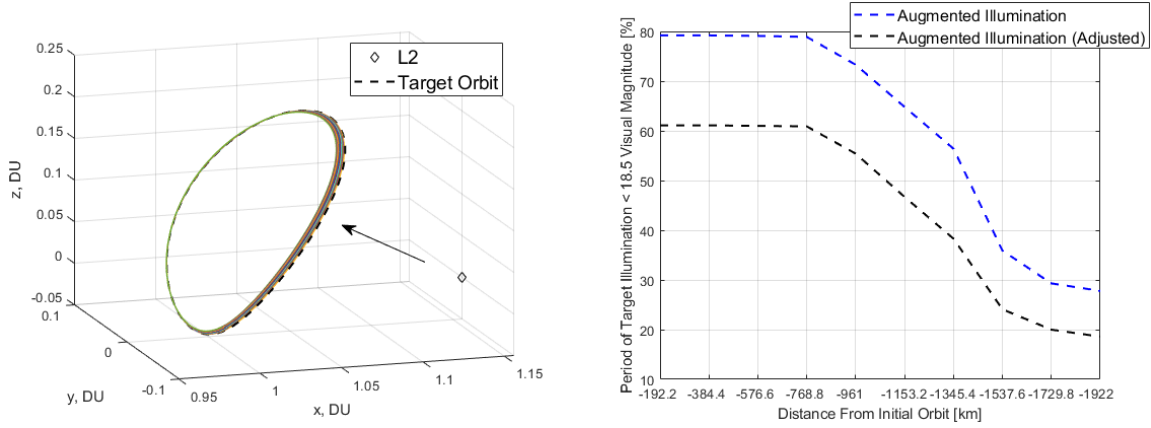 0.25
0.2
0.15
0.1
0.05
0
-0.05
z, DU
0.1
0
-0.1
y, DU
0.95
1
1.05
1.1
1.15
x, DU
L2
Target Orbit
Augmented Illumination
Augmented Illumination (Adjusted)
Period of Target Illumination < 18.5 Visual Magnitude [%]
80
70
60
50
40
30
20
10
-192.2 -384.4 -576.6 -768.8 -961 -1153.2 -1345.4 -1537.6 -1729.8 -1922
Distance From Initial Orbit [km]